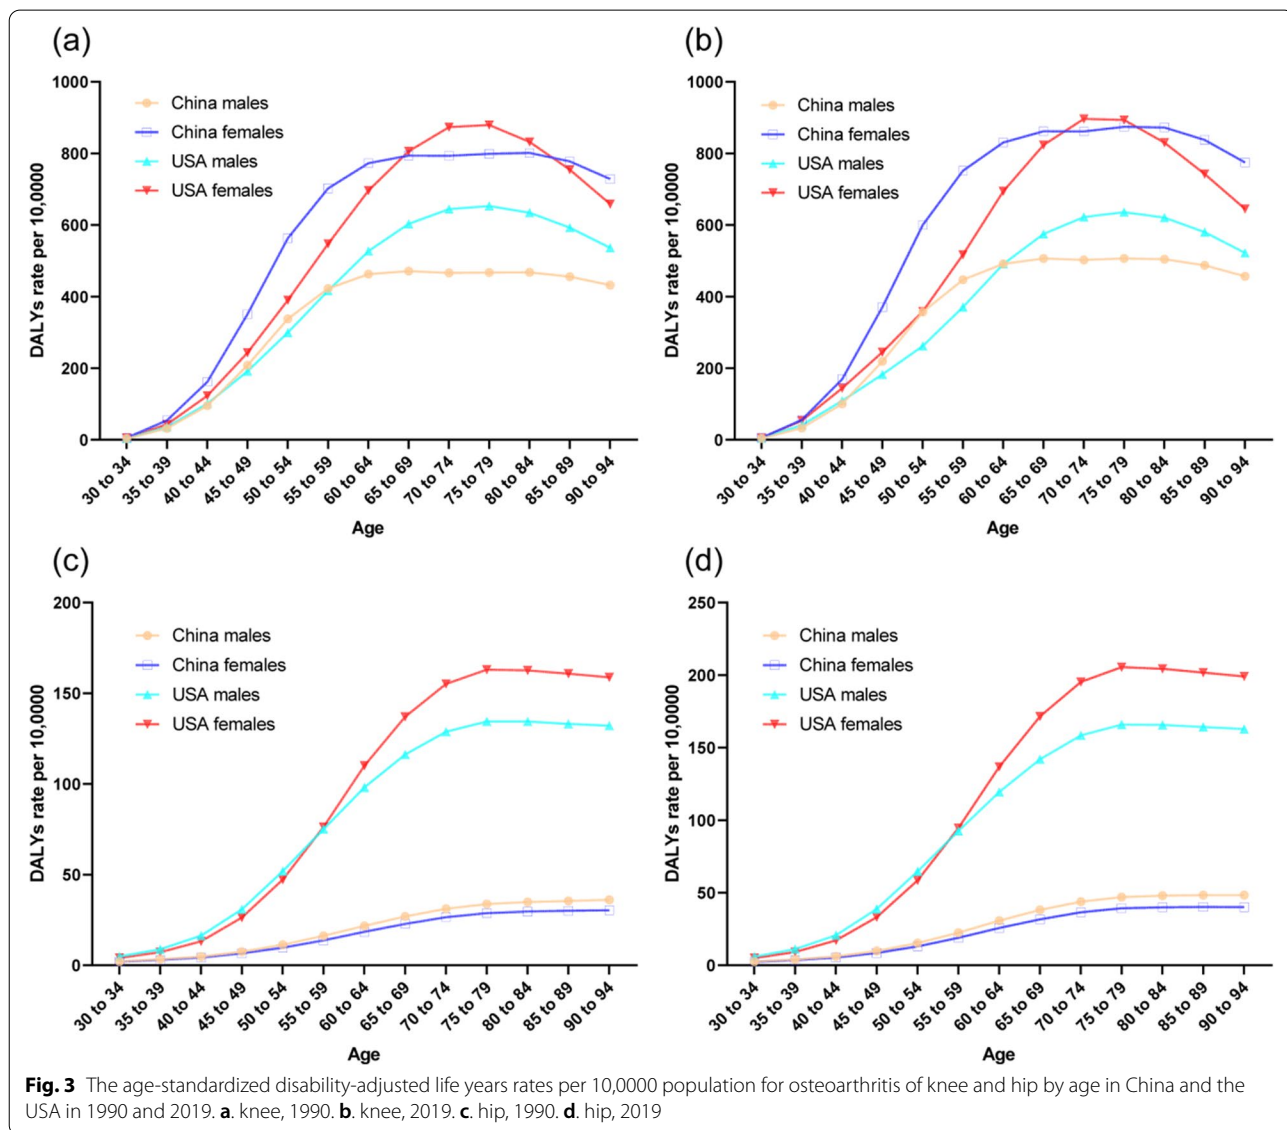 (a)
1000
800
600
400
200
0
DALYs rate per 10,0000
China males
China females
USA males
USA females
30 to 34
35 to 39
40 to 44
45 to 49
50 to 54
55 to 59
60 to 64
65 to 69
70 to 74
75 to 79
80 to 84
85 to 89
90 to 94
Age
(b)
1000
800
600
400
200
0
DALYs rate per 10,0000
China males
China females
USA males
USA females
30 to 34
35 to 39
40 to 44
45 to 49
50 to 54
55 to 59
60 to 64
65 to 69
70 to 74
75 to 79
80 to 84
85 to 89
90 to 94
Age
(c)
200
150
100
50
0
DALYs rate per 10,0000
China males
China females
USA males
USA females
30 to 34
35 to 39
40 to 44
45 to 49
50 to 54
55 to 59
60 to 64
65 to 69
70 to 74
75 to 79
80 to 84
85 to 89
90 to 94
Age
(d)
250
200
150
100
50
0
DALYs rate per 10,0000
China males
China females
USA males
USA females
30 to 34
35 to 39
40 to 44
45 to 49
50 to 54
55 to 59
60 to 64
65 to 69
70 to 74
75 to 79
80 to 84
85 to 89
90 to 94
Age
Fig. 3 The age-standardized disability-adjusted life years rates per 10,0000 population for osteoarthritis of knee and hip by age in China and the
USA in 1990 and 2019. a. knee, 1990. b. knee, 2019. c. hip, 1990. d. hip, 2019